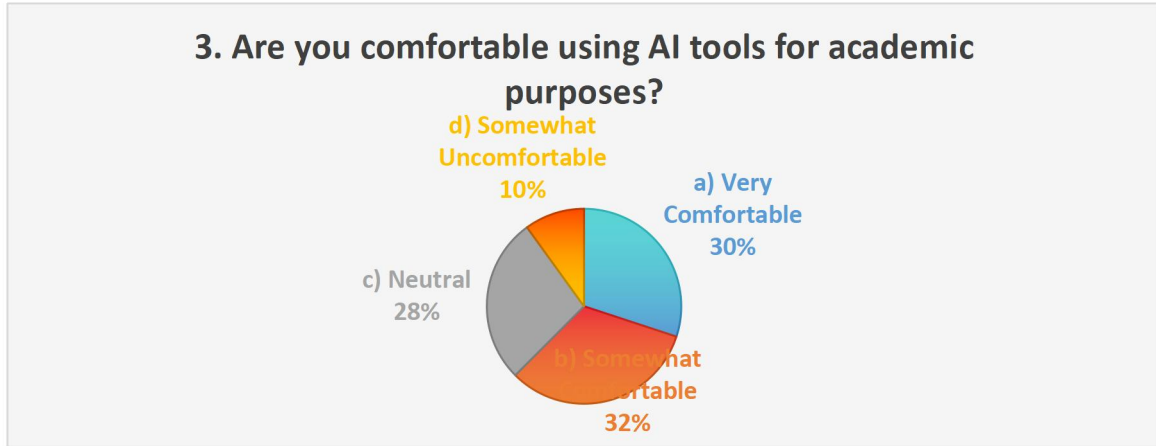 3. Are you comfortable using AI tools for academic
purposes?
d) Somewhat
Uncomfortable
10%
a) Very
Comfortable
30%
c) Neutral
28%
b) Somewhat
Comfortable
32%